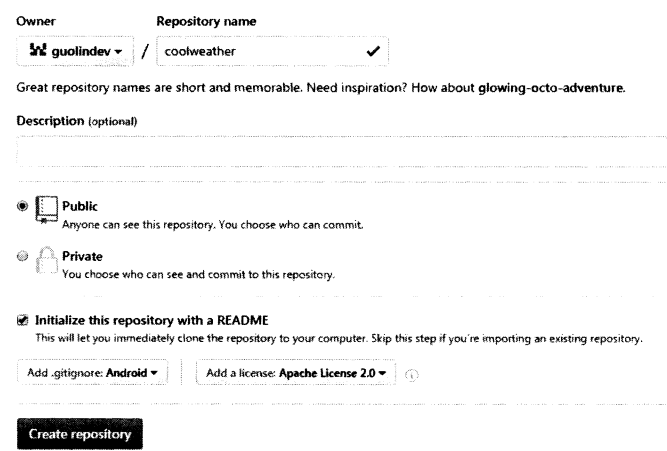 Owner
Repository name
guolindev
/
coolweather
Great repository names are short and memorable. Need inspiration? How about glowing-octo-adventure.
Description (optional)
Public
Anyone can see this repository. You choose who can commit.
Private
You choose who can see and commit to this repository.
Initialize this repository with a README
This will let you immediately clone the repository to your computer. Skip this step if you're importing an existing repository.
Add .gitignore: Android
Add a license: Apache License 2.0
Create repository